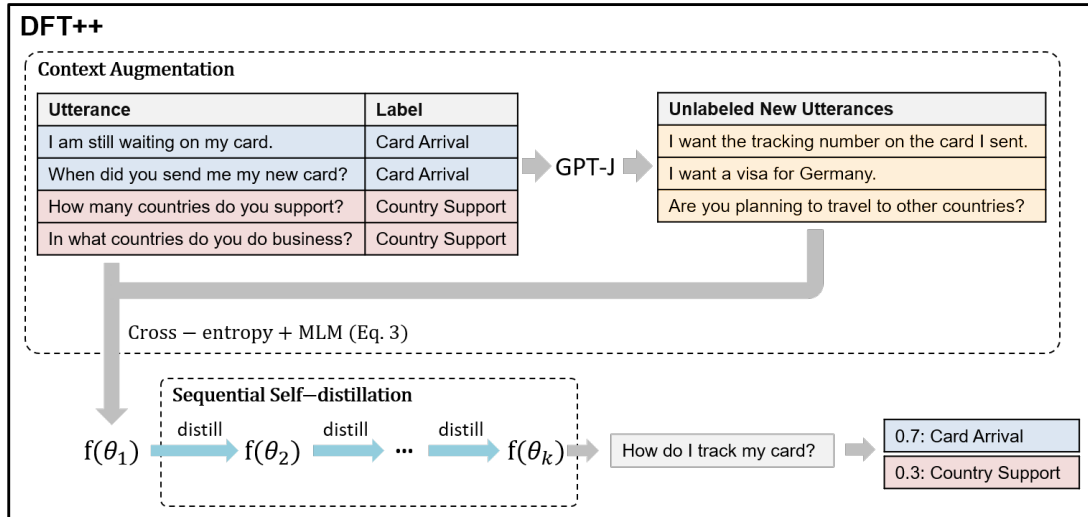 DFT++
Context Augmentation
Utterance Label
I am still waiting on my card. Card Arrival
When did you send me my new card? Card Arrival
How many countries do you support? Country Support
In what countries do you do business? Country Support
GPT-J
Unlabeled New Utterances
I want the tracking number on the card I sent.
I want a visa for Germany.
Are you planning to travel to other countries?
Cross − entropy + MLM (Eq. 3)
Sequential Self−distillation
f(θ₁) distill f(θ₂) distill ··· distill f(θₖ)
How do I track my card?
0.7: Card Arrival
0.3: Country Support